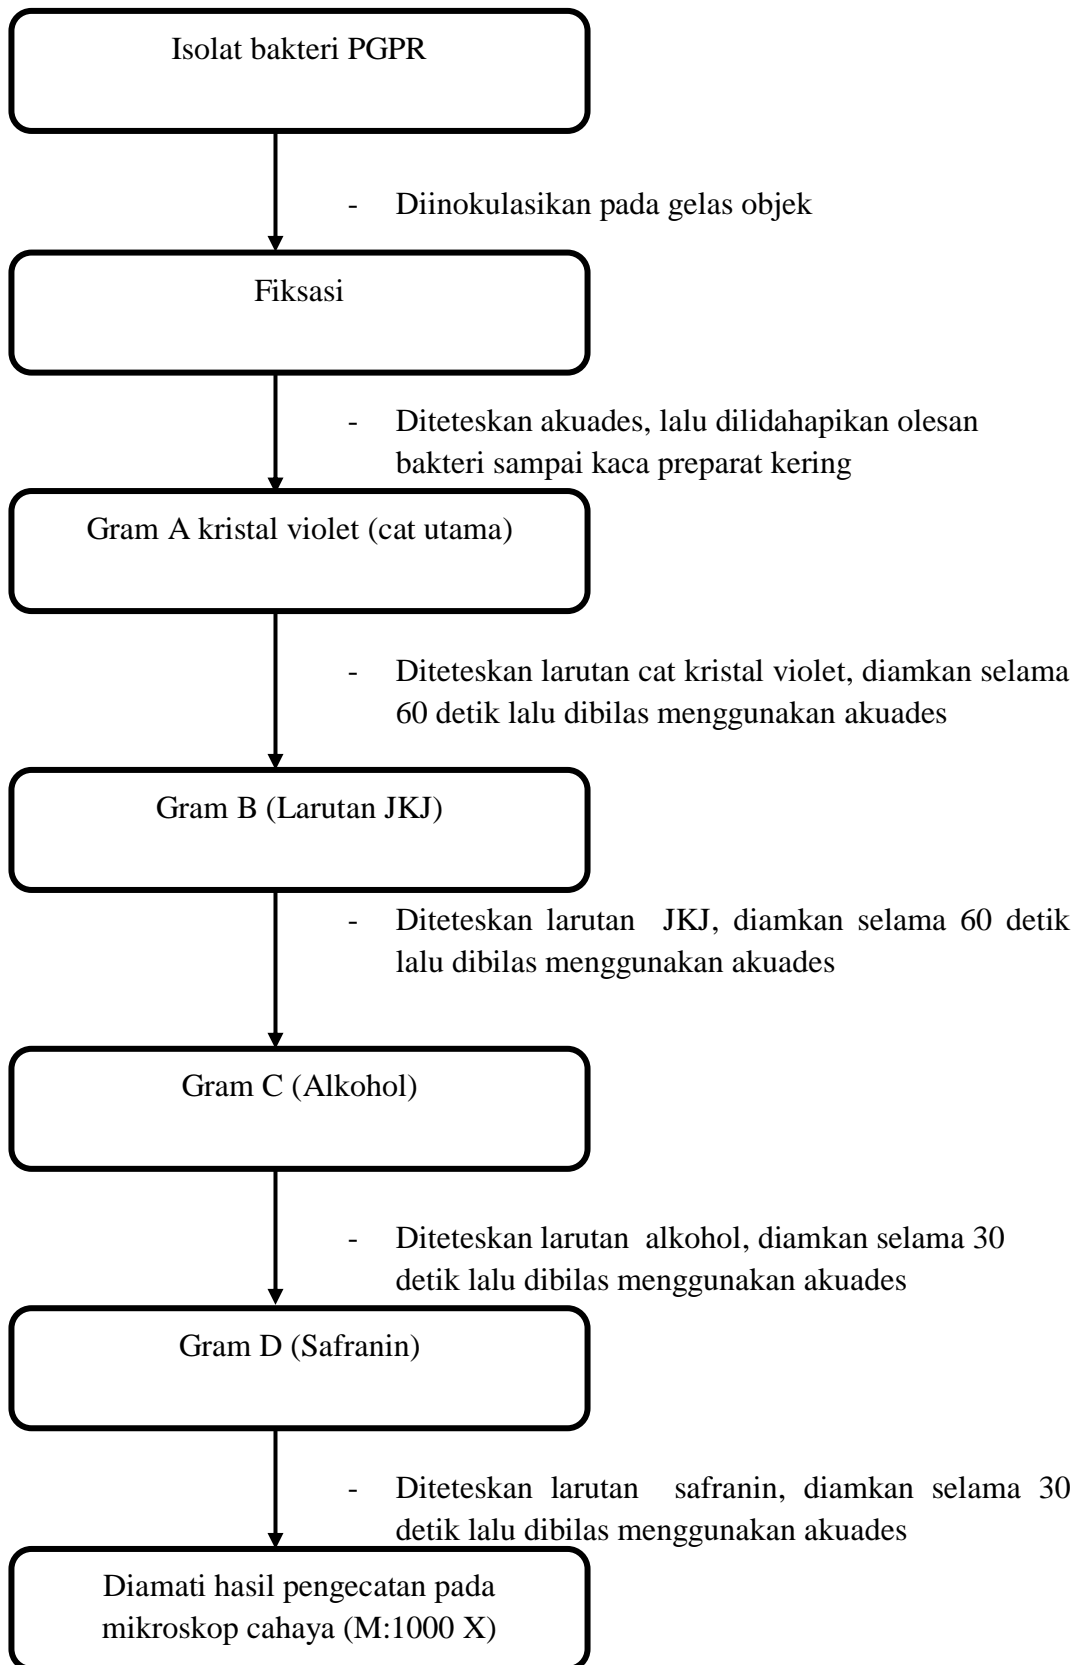 Isolat bakteri PGPR
- Diinokulasikan pada gelas objek
Fiksasi
- Diteteskan akuades, lalu dilidahapikan olesan
bakteri sampai kaca preparat kering
Gram A kristal violet (cat utama)
- Diteteskan larutan cat kristal violet, diamkan selama
60 detik lalu dibilas menggunakan akuades
Gram B (Larutan JKJ)
- Diteteskan larutan JKJ, diamkan selama 60 detik
lalu dibilas menggunakan akuades
Gram C (Alkohol)
- Diteteskan larutan alkohol, diamkan selama 30
detik lalu dibilas menggunakan akuades
Gram D (Safranin)
- Diteteskan larutan safranin, diamkan selama 30
detik lalu dibilas menggunakan akuades
Diamati hasil pengecatan pada
mikroskop cahaya (M:1000 X)